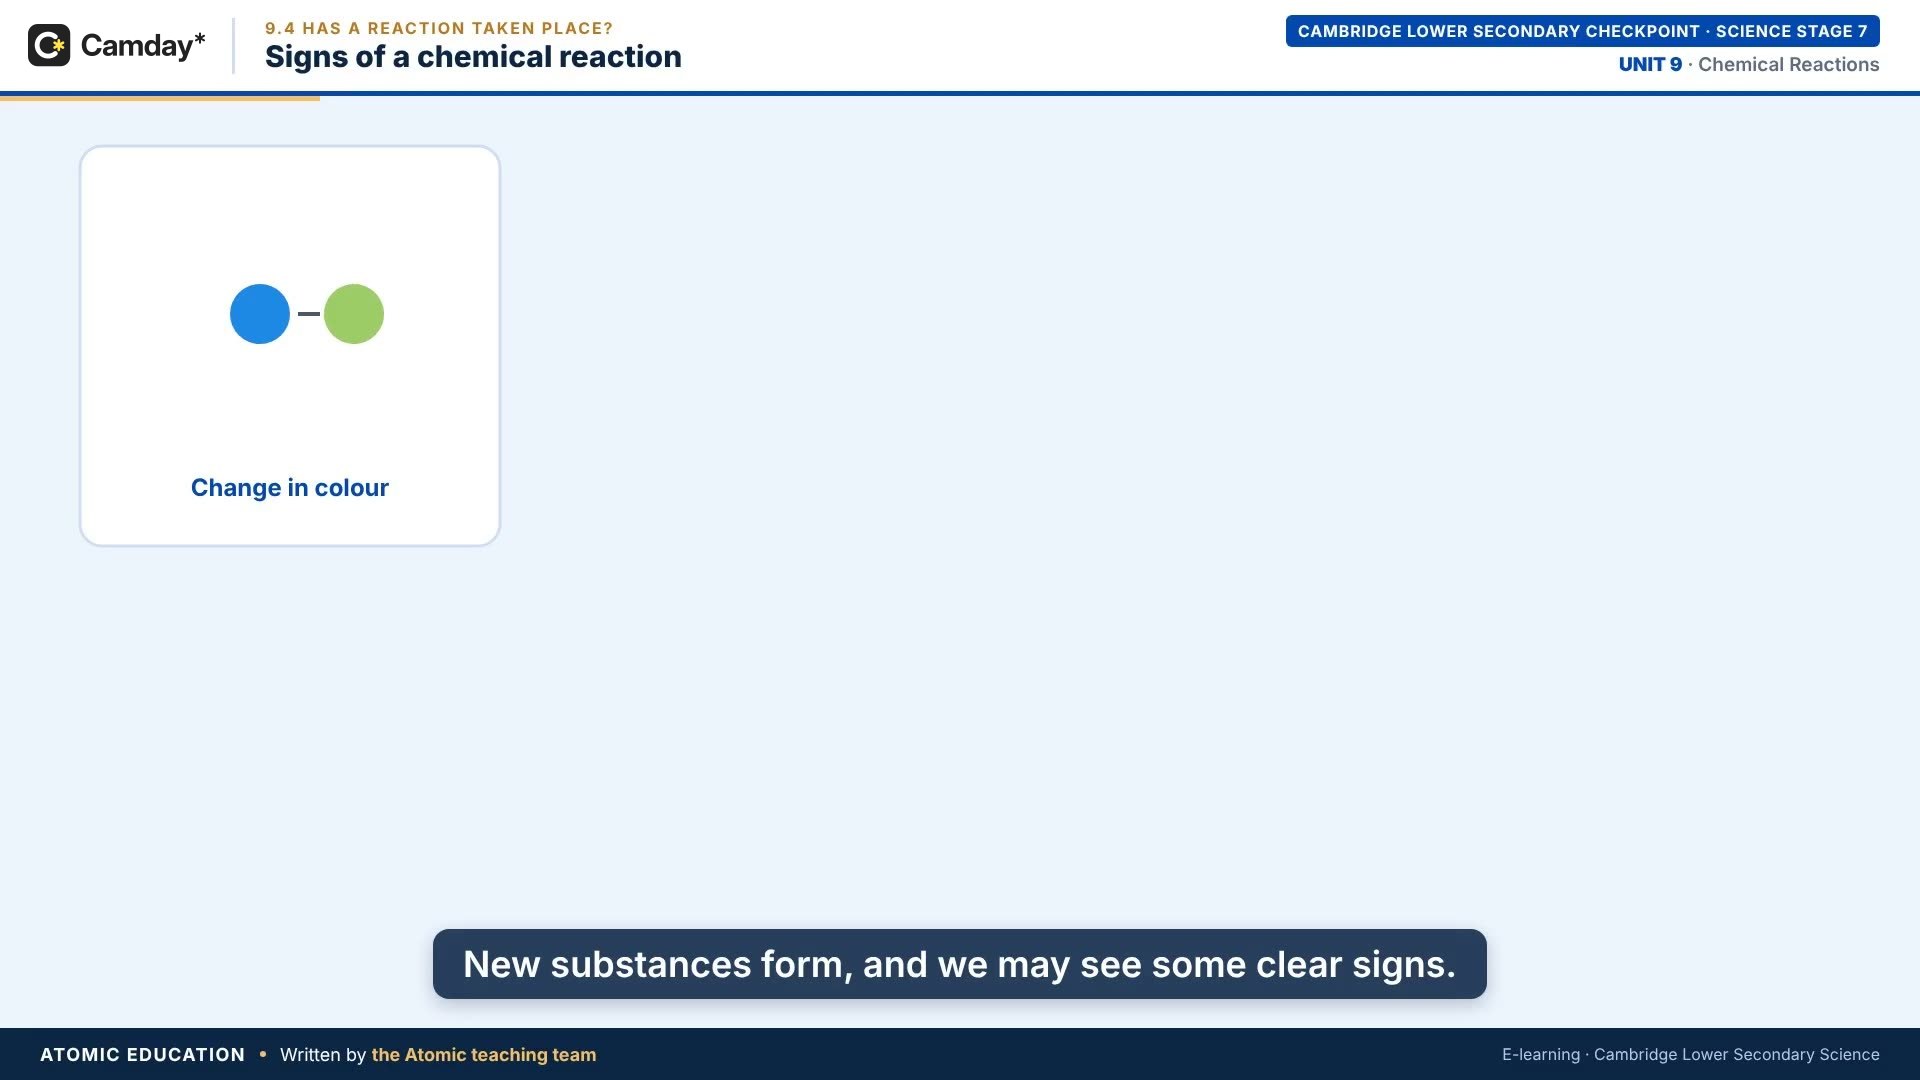 Camday*
9.4 HAS A REACTION TAKEN PLACE?
Signs of a chemical reaction
CAMBRIDGE LOWER SECONDARY CHECKPOINT · SCIENCE STAGE 7
UNIT 9 · Chemical Reactions
Change in colour
New substances form, and we may see some clear signs.
ATOMIC EDUCATION • Written by the Atomic teaching team
E-learning · Cambridge Lower Secondary Science